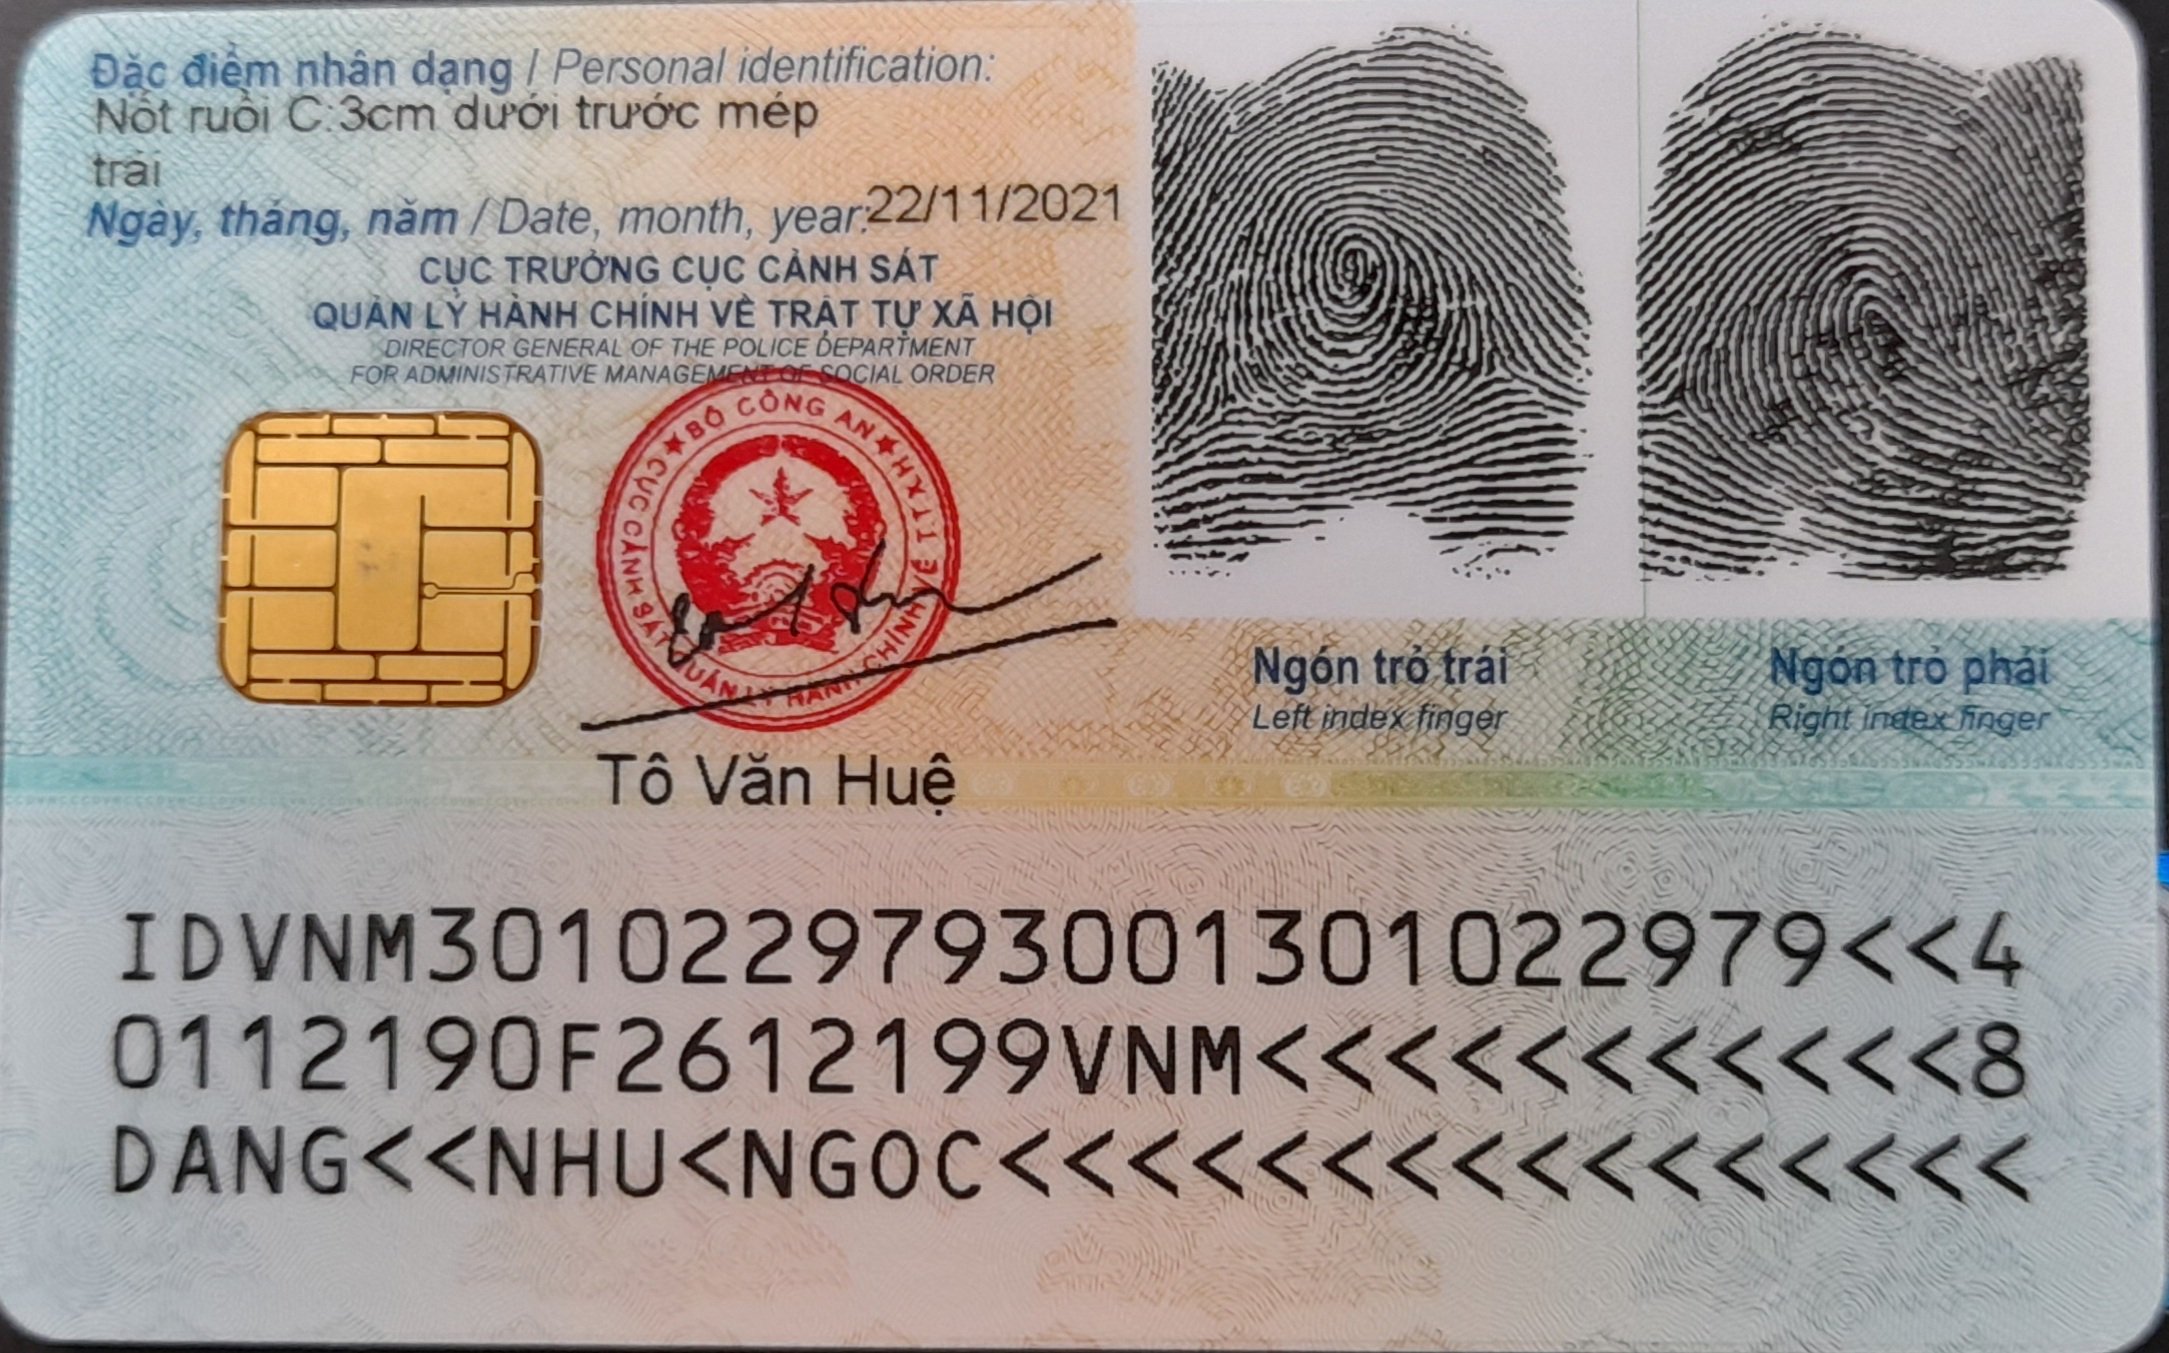 Đặc điểm nhân dạng / Personal identification:
Nốt ruồi C:3cm dưới trước mép
trái
Ngày, tháng, năm / Date, month, year: 22/11/2021
CỤC TRƯỞNG CỤC CẢNH SÁT
QUẢN LÝ HÀNH CHÍNH VỀ TRẬT TỰ XÃ HỘI
DIRECTOR GENERAL OF THE POLICE DEPARTMENT
FOR ADMINISTRATIVE MANAGEMENT OF SOCIAL ORDER
BỘ CÔNG AN
CỤC CẢNH SÁT QUẢN LÝ HÀNH CHÍNH VỀ TTXH
Tô Văn Huệ
Ngón trỏ trái
Left index finger
Ngón trỏ phải
Right index finger
IDVNM3010229793001301022979<<4
0112190F2612199VNM<<<<<<<<<<<8
DANG<<NHU<NGOC<<<<<<<<<<<<<<<<